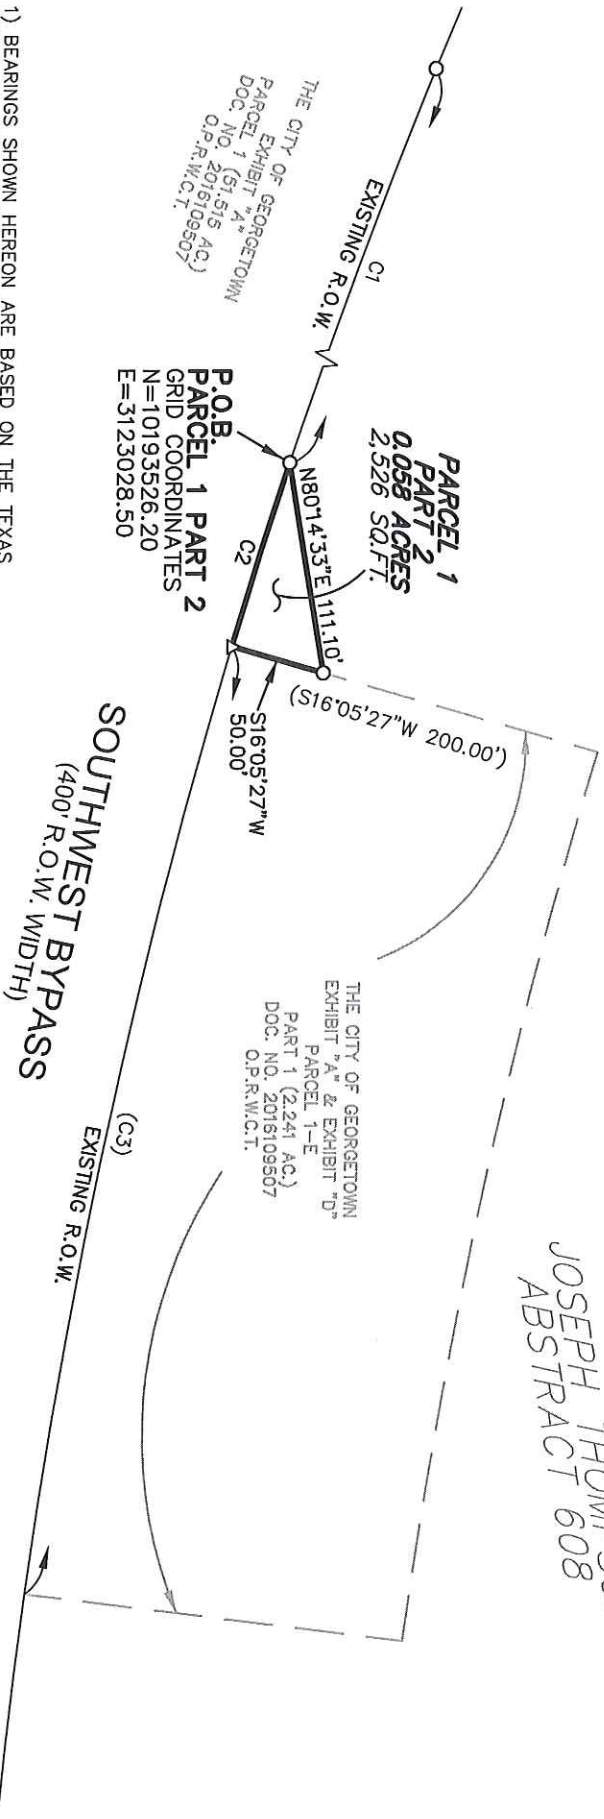 JOSEPH
ABSTRACT 608
PARCEL 1
PART 2
0.058 ACRES
2,526 SQ.FT.
C1
EXISTING R.O.W.
THE CITY OF GEORGETOWN
EXHIBIT "A"
PARCEL 1 (51.515 AC.)
DOC. NO. 2016109507
O.P.R.W.C.T.
N80°14'33"E 111.10'
(S16°05'27"W 200.00')
C2
S16°05'27"W
50.00'
P.O.B.
PARCEL 1 PART 2
GRID COORDINATES
N=10193526.20
E=3123028.50
THE CITY OF GEORGETOWN
EXHIBIT "A" & EXHIBIT "D"
PARCEL 1-E
PART 1 (2.241 AC.)
DOC. NO. 2016109507
O.P.R.W.C.T.
(C3)
EXISTING R.O.W.
SOUTHWEST BYPASS
(400' R.O.W. WIDTH)
1) BEARINGS SHOWN HEREON ARE BASED ON THE TEXAS